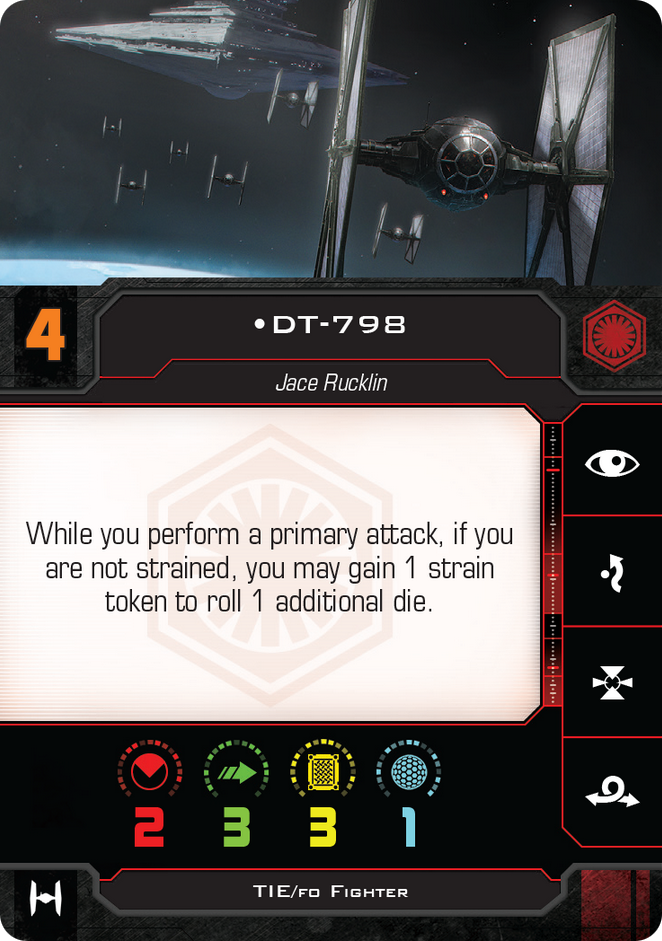 4
•DT-798
Jace Rucklin
While you perform a primary attack, if you
are not strained, you may gain 1 strain
token to roll 1 additional die.
2 3 3 1
TIE/fo Fighter